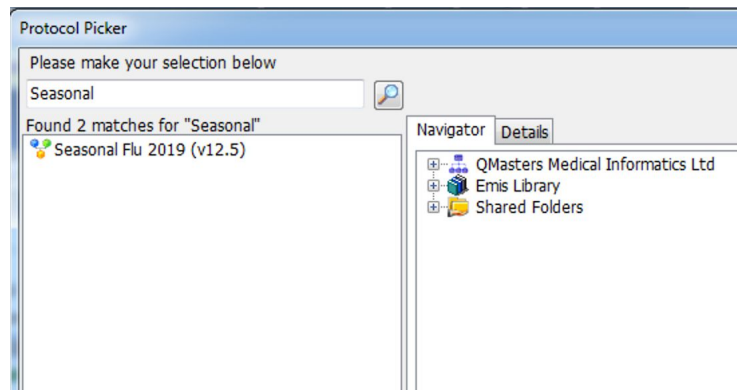 Protocol Picker
Please make your selection below
Seasonal
Found 2 matches for "Seasonal"
Seasonal Flu 2019 (v12.5)
Navigator
Details
QMasters Medical Informatics Ltd
Emis Library
Shared Folders